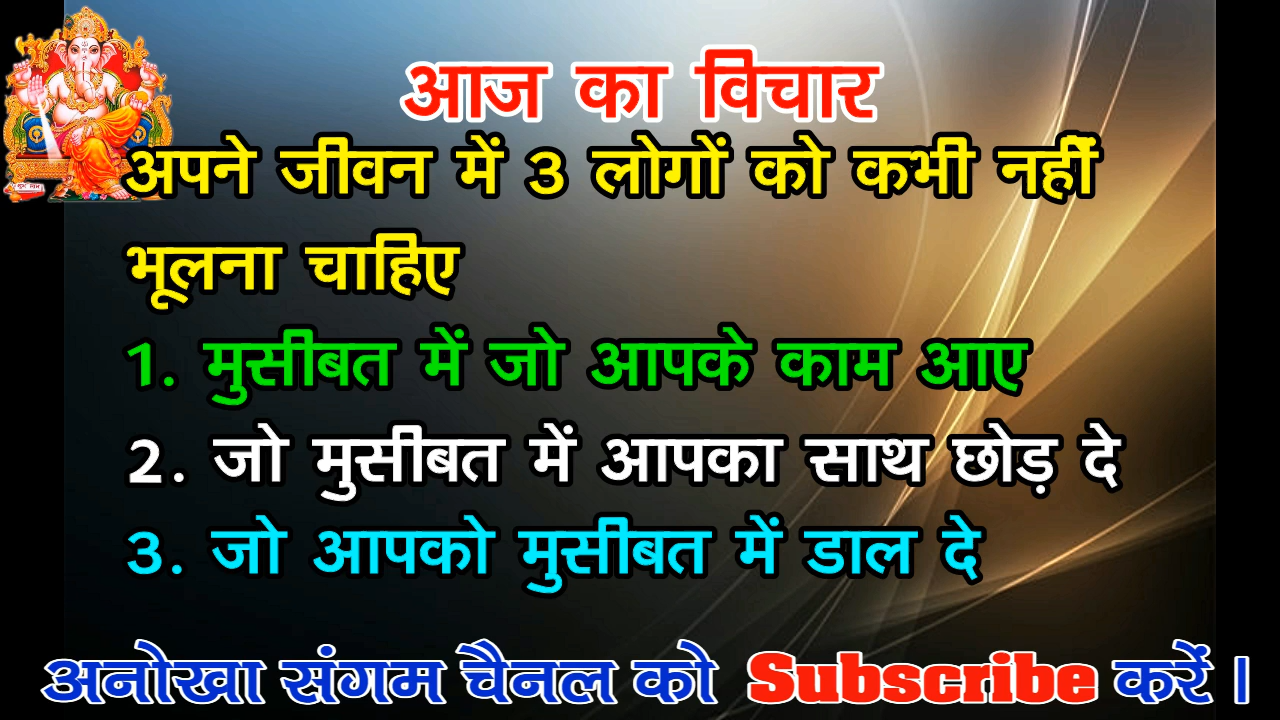 आज का विचार
अपने जीवन में 3 लोगों को कभी नहीं
भूलना चाहिए
1. मुसीबत में जो आपके काम आए
2. जो मुसीबत में आपका साथ छोड़ दे
3. जो आपको मुसीबत में डाल दे
अनोखा संगम चैनल को Subscribe करें ।